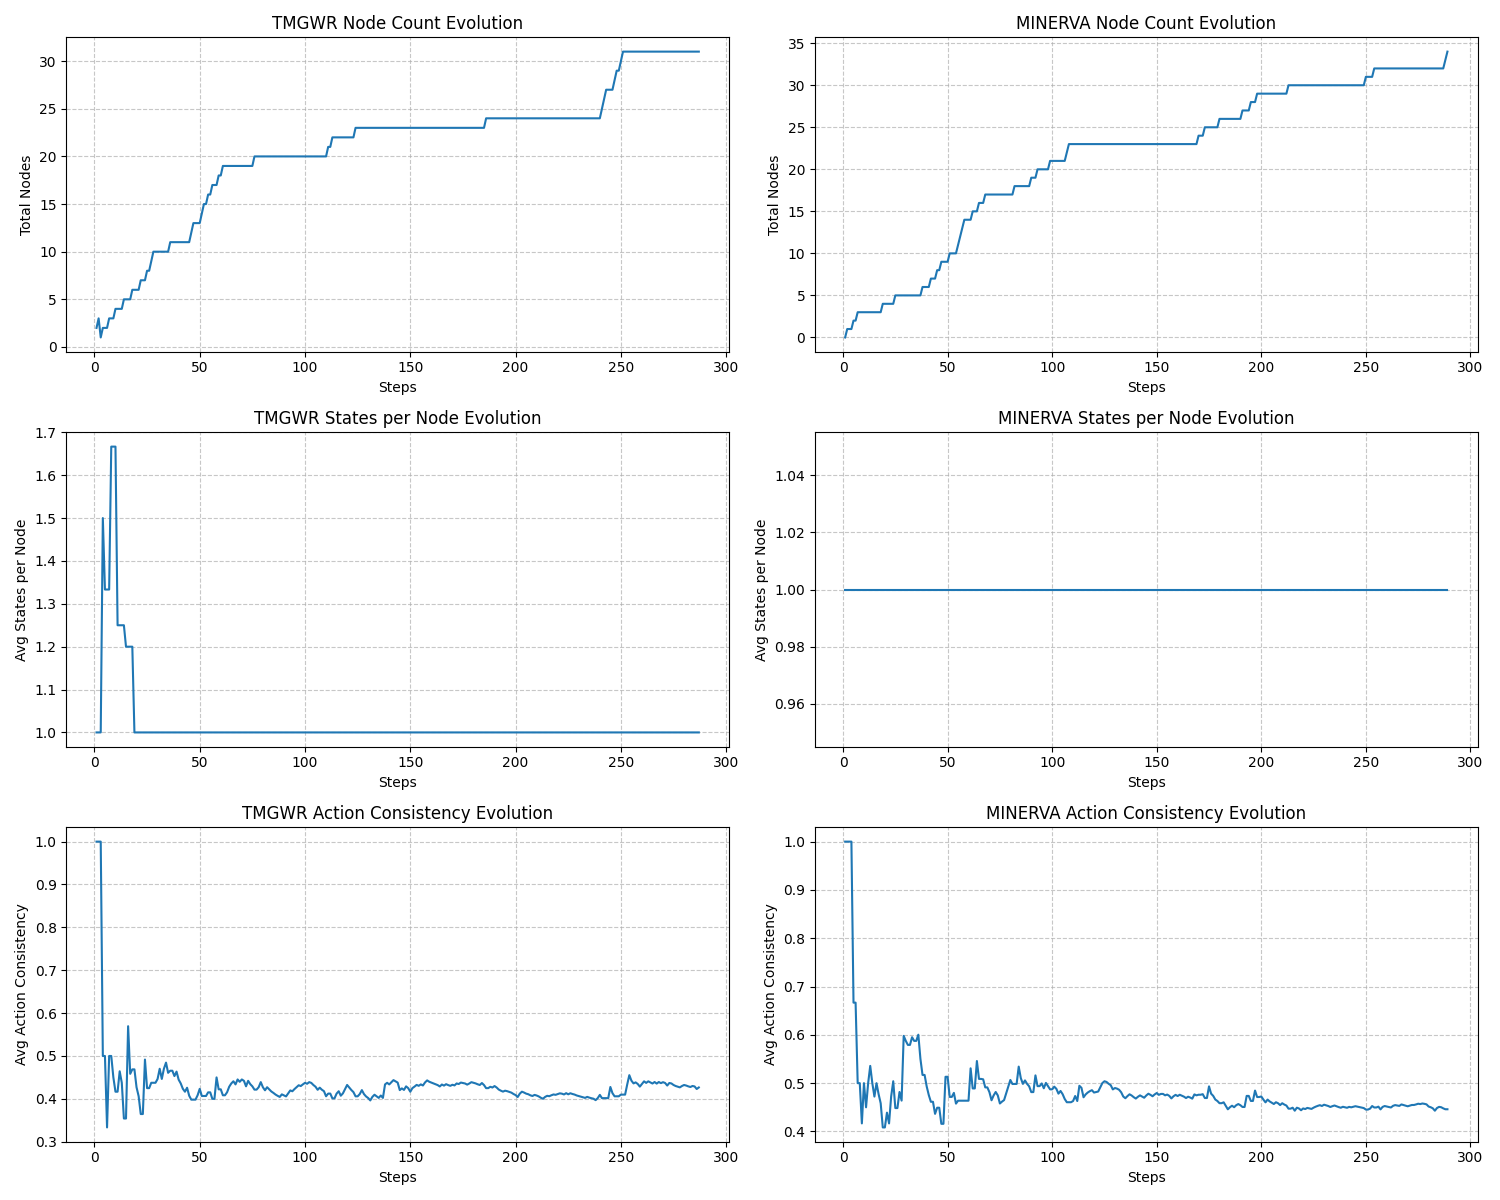 TMGWR Node Count Evolution
Total Nodes
30
25
20
15
10
5
0
0 50 100 150 200 250 300
Steps
MINERVA Node Count Evolution
Total Nodes
35
30
25
20
15
10
5
0
0 50 100 150 200 250 300
Steps
TMGWR States per Node Evolution
Avg States per Node
1.7
1.6
1.5
1.4
1.3
1.2
1.1
1.0
0 50 100 150 200 250 300
Steps
MINERVA States per Node Evolution
Avg States per Node
1.04
1.02
1.00
0.98
0.96
0 50 100 150 200 250 300
Steps
TMGWR Action Consistency Evolution
Avg Action Consistency
1.0
0.9
0.8
0.7
0.6
0.5
0.4
0.3
0 50 100 150 200 250 300
Steps
MINERVA Action Consistency Evolution
Avg Action Consistency
1.0
0.9
0.8
0.7
0.6
0.5
0.4
0 50 100 150 200 250 300
Steps